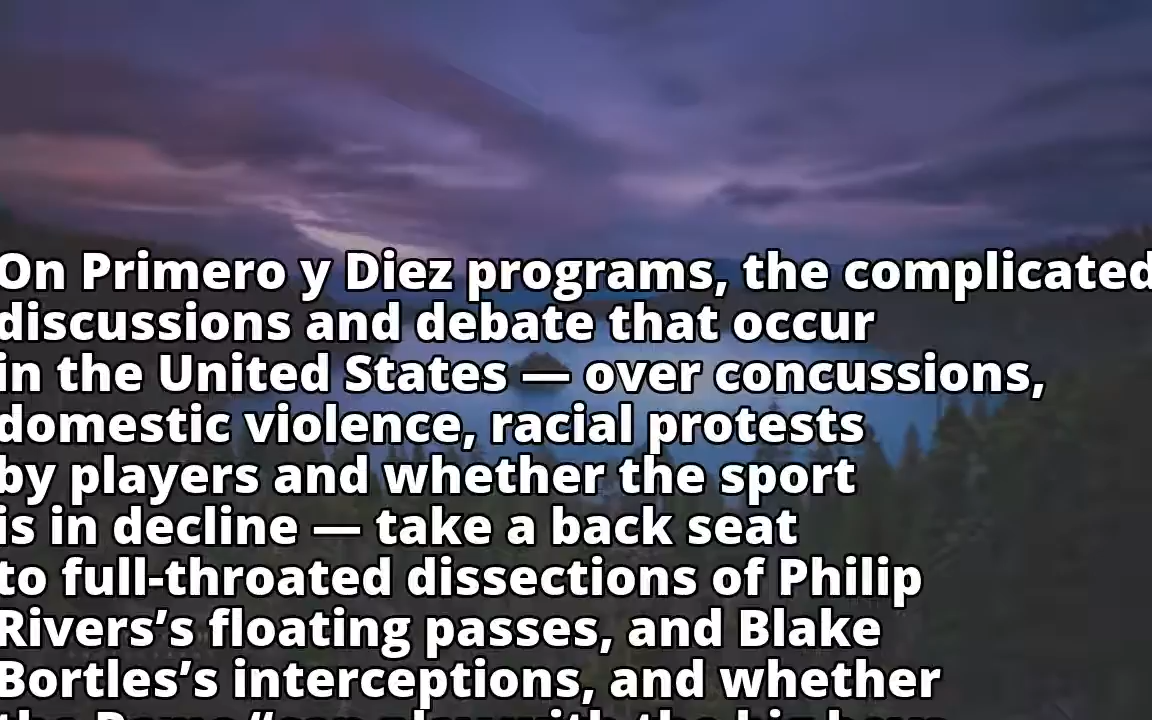 On Primero y Diez programs, the complicated
discussions and debate that occur
in the United States — over concussions,
domestic violence, racial protests
by players and whether the sport
is in decline — take a back seat
to full-throated dissections of Philip
Rivers’s floating passes, and Blake
Bortles’s interceptions, and whether